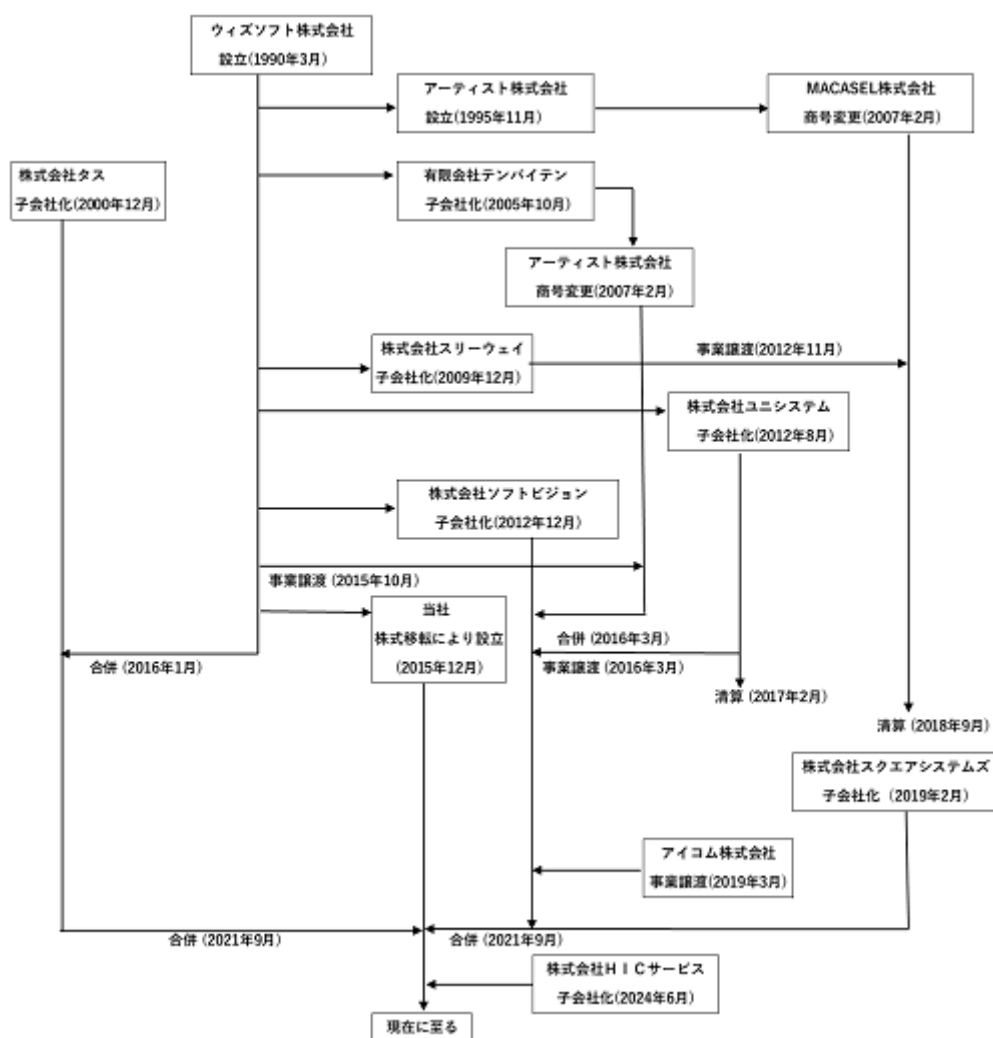 ウィズソフト株式会社
設立(1990年3月)
アーティスト株式会社
設立(1995年11月)
MACASEL株式会社
商号変更(2007年2月)
株式会社タス
子会社化(2000年12月)
有限会社テンバイテン
子会社化(2005年10月)
アーティスト株式会社
商号変更(2007年2月)
株式会社スリーウェイ
子会社化(2009年12月)
事業譲渡(2012年11月)
株式会社ユニシステム
子会社化(2012年8月)
株式会社ソフトビジョン
子会社化(2012年12月)
事業譲渡 (2015年10月)
当社
株式移転により設立
(2015年12月)
合併 (2016年1月)
合併 (2016年3月)
事業譲渡 (2016年3月)
清算 (2017年2月)
清算 (2018年9月)
株式会社スクエアシステムズ
子会社化 (2019年2月)
アイコム株式会社
事業譲渡(2019年3月)
合併 (2021年9月)
合併 (2021年9月)
株式会社ＨＩＣサービス
子会社化(2024年6月)
現在に至る